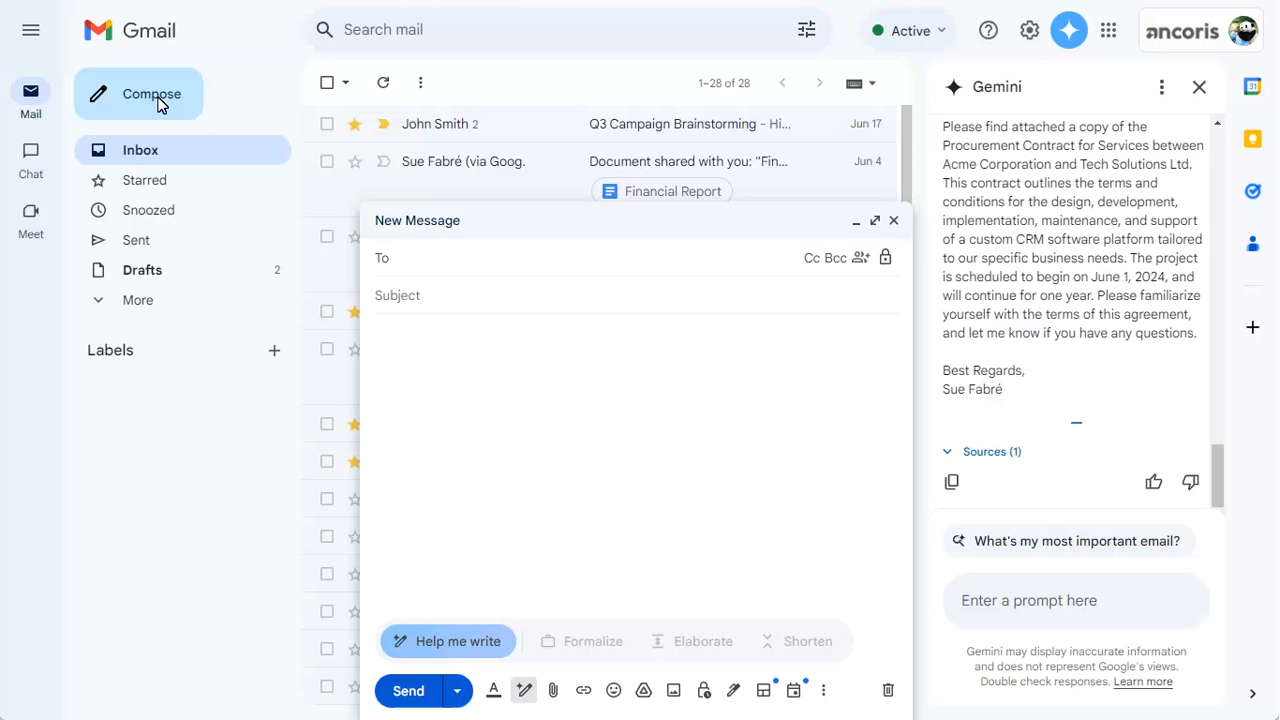 Gmail
Search mail
Active
ancoris
Mail
Chat
Meet
Compose
Inbox
Starred
Snoozed
Sent
Drafts 2
More
Labels
1–28 of 28
John Smith 2 Q3 Campaign Brainstorming - Hi... Jun 17
Sue Fabré (via Goog. Document shared with you: "Fin... Jun 4
Financial Report
New Message
To Cc Bcc
Subject
Help me write Formalize Elaborate Shorten
Send
Gemini
Please find attached a copy of the
Procurement Contract for Services between
Acme Corporation and Tech Solutions Ltd.
This contract outlines the terms and
conditions for the design, development,
implementation, maintenance, and support
of a custom CRM software platform tailored
to our specific business needs. The project
is scheduled to begin on June 1, 2024, and
will continue for one year. Please familiarize
yourself with the terms of this agreement,
and let me know if you have any questions.
Best Regards,
Sue Fabré
Sources (1)
What's my most important email?
Enter a prompt here
Gemini may display inaccurate information
and does not represent Google's views.
Double check responses. Learn more
31